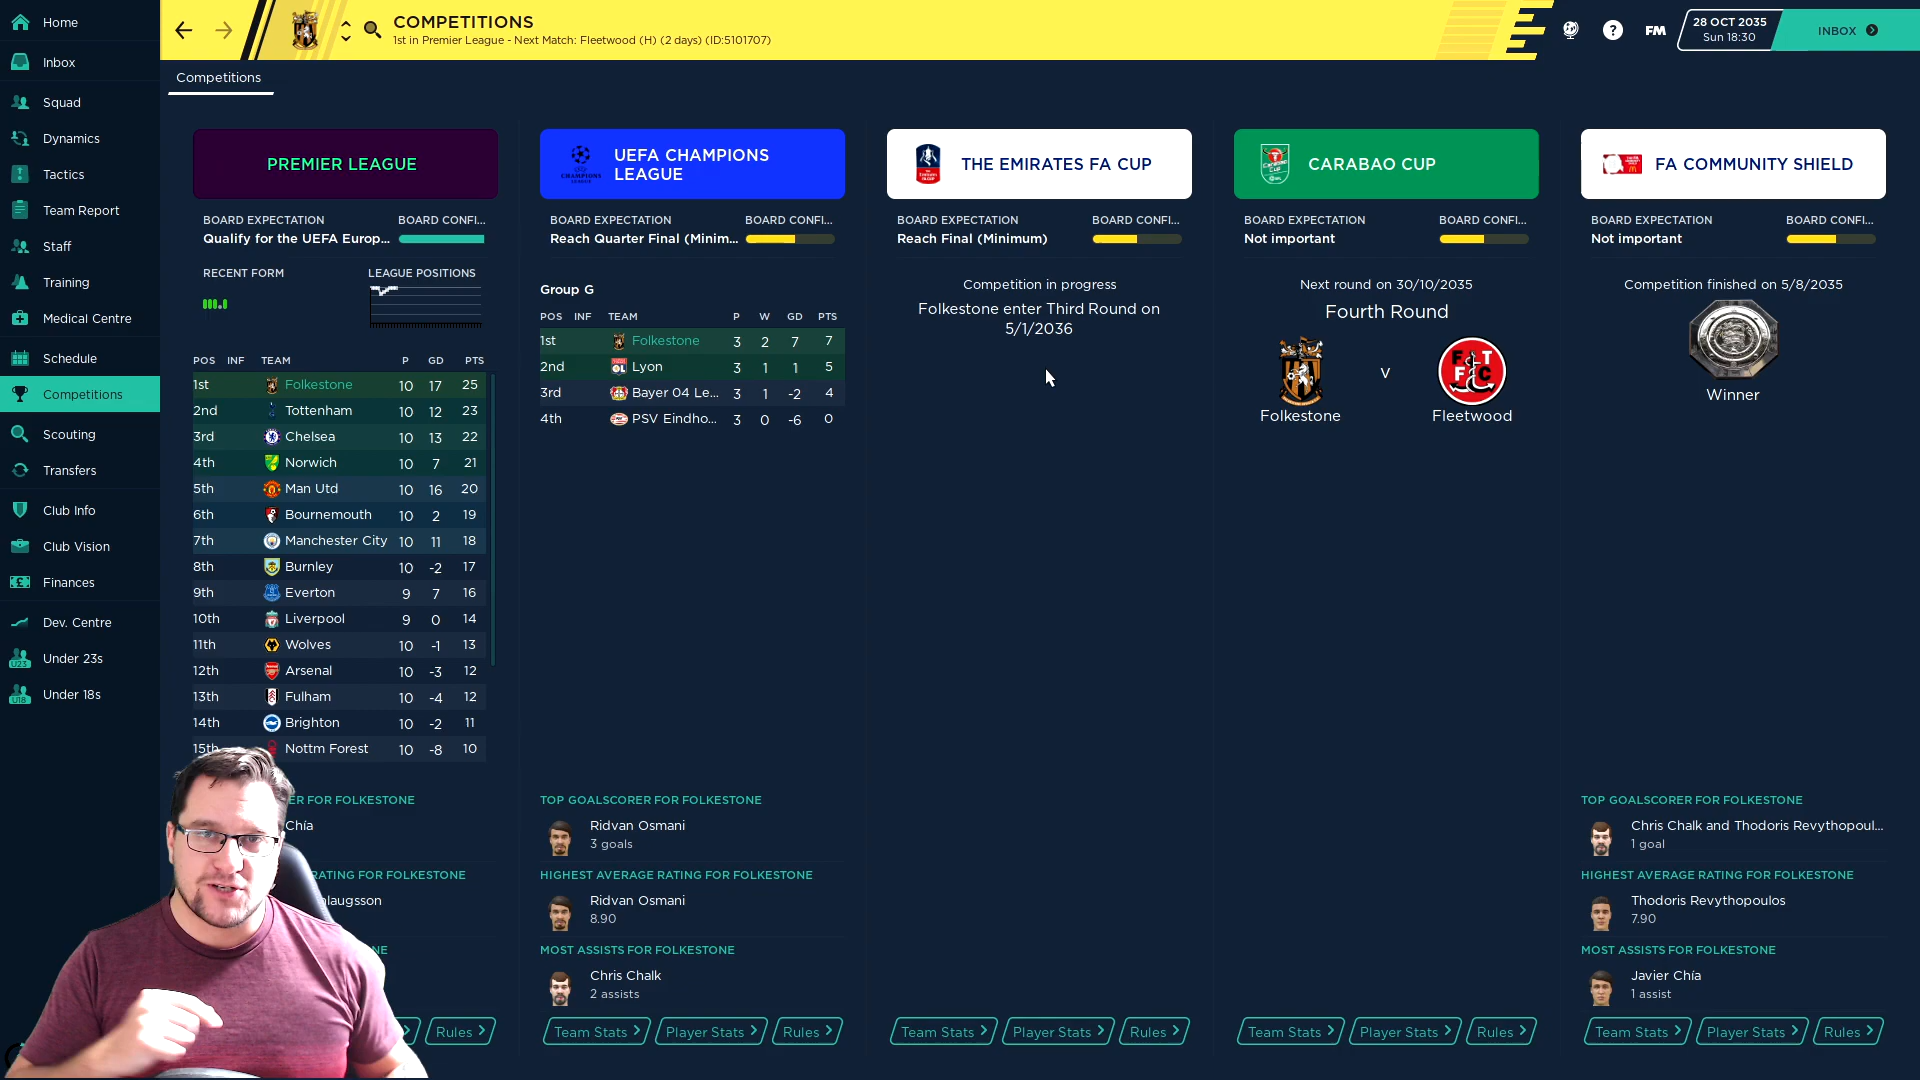 Home
Inbox
Squad
Dynamics
Tactics
Team Report
Staff
Training
Medical Centre
Schedule
Competitions
Scouting
Transfers
Club Info
Club Vision
Finances
Dev. Centre
U23
Under 23s
U18
Under 18s
COMPETITIONS
1st in Premier League - Next Match: Fleetwood (H) (2 days) (ID:5101707)
?
FM
28 OCT 2035
Sun 18:30
INBOX
Competitions
PREMIER LEAGUE
BOARD EXPECTATION
BOARD CONFI...
Qualify for the UEFA Europ...
RECENT FORM
LEAGUE POSITIONS
POS INF TEAM P GD PTS
1st Folkestone 10 17 25
2nd Tottenham 10 12 23
3rd Chelsea 10 13 22
4th Norwich 10 7 21
5th Man Utd 10 16 20
6th Bournemouth 10 2 19
7th Manchester City 10 11 18
8th Burnley 10 -2 17
9th Everton 9 7 16
10th Liverpool 9 0 14
11th Wolves 10 -1 13
12th Arsenal 10 -3 12
13th Fulham 10 -4 12
14th Brighton 10 -2 11
15th Nottm Forest 10 -8 10
ER FOR FOLKESTONE
Chía
RATING FOR FOLKESTONE
laugsson
NE
Rules
CHAMPIONS LEAGUE
UEFA CHAMPIONS
LEAGUE
BOARD EXPECTATION
BOARD CONFI...
Reach Quarter Final (Minim...
Group G
POS INF TEAM P W GD PTS
1st Folkestone 3 2 7 7
2nd Lyon 3 1 1 5
3rd Bayer 04 Le... 3 1 -2 4
4th PSV Eindho... 3 0 -6 0
TOP GOALSCORER FOR FOLKESTONE
Ridvan Osmani
3 goals
HIGHEST AVERAGE RATING FOR FOLKESTONE
Ridvan Osmani
8.90
MOST ASSISTS FOR FOLKESTONE
Chris Chalk
2 assists
Team Stats
Player Stats
Rules
THE EMIRATES FA CUP
BOARD EXPECTATION
BOARD CONFI...
Reach Final (Minimum)
Competition in progress
Folkestone enter Third Round on
5/1/2036
Team Stats
Player Stats
Rules
CARABAO CUP
BOARD EXPECTATION
BOARD CONFI...
Not important
Next round on 30/10/2035
Fourth Round
V
F T
F C
Folkestone
Fleetwood
Team Stats
Player Stats
Rules
FA COMMUNITY SHIELD
BOARD EXPECTATION
BOARD CONFI...
Not important
Competition finished on 5/8/2035
Winner
TOP GOALSCORER FOR FOLKESTONE
Chris Chalk and Thodoris Revythopoul...
1 goal
HIGHEST AVERAGE RATING FOR FOLKESTONE
Thodoris Revythopoulos
7.90
MOST ASSISTS FOR FOLKESTONE
Javier Chía
1 assist
Team Stats
Player Stats
Rules